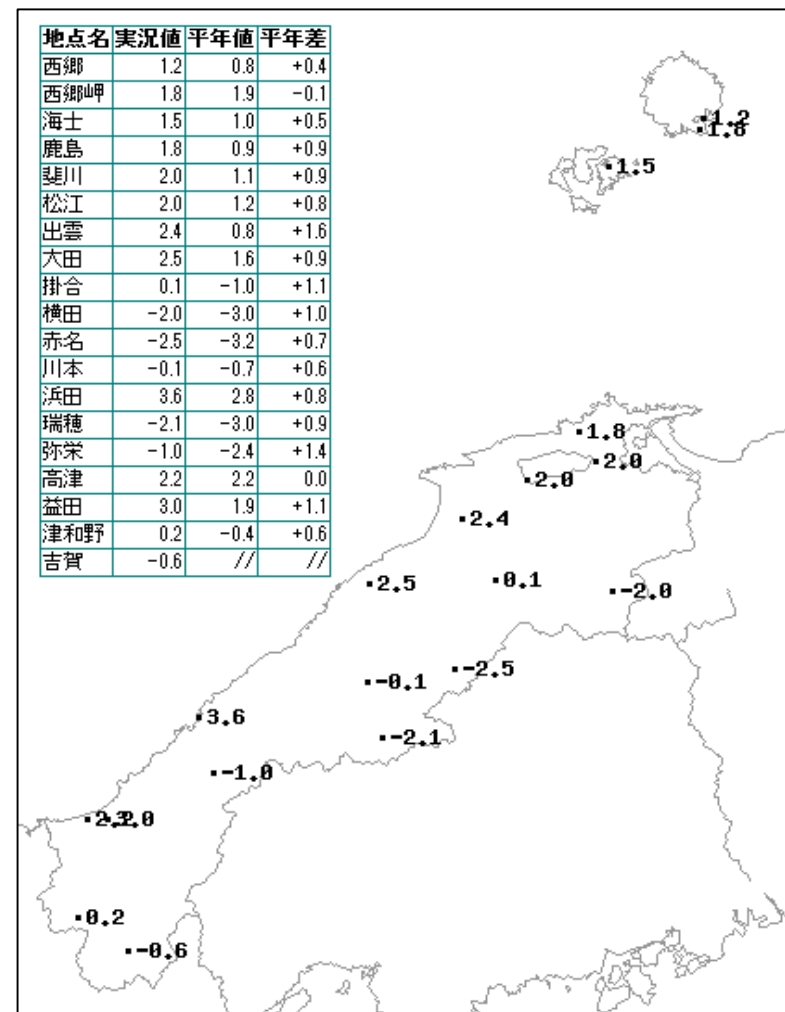 地点名 実況値 平年値 平年差
西郷 1.2 0.8 +0.4
西郷岬 1.8 1.9 -0.1
海士 1.5 1.0 +0.5
鹿島 1.8 0.9 +0.9
斐川 2.0 1.1 +0.9
松江 2.0 1.2 +0.8
出雲 2.4 0.8 +1.6
大田 2.5 1.6 +0.9
掛合 0.1 -1.0 +1.1
横田 -2.0 -3.0 +1.0
赤名 -2.5 -3.2 +0.7
川本 -0.1 -0.7 +0.6
浜田 3.6 2.8 +0.8
瑞穂 -2.1 -3.0 +0.9
弥栄 -1.0 -2.4 +1.4
高津 2.2 2.2 0.0
益田 3.0 1.9 +1.1
津和野 0.2 -0.4 +0.6
吉賀 -0.6 // //
1.2
1.8
1.5
1.8
2.0
2.0
2.4
2.5
0.1
-2.0
-2.5
-0.1
-2.1
3.6
-1.0
0.2
-0.6